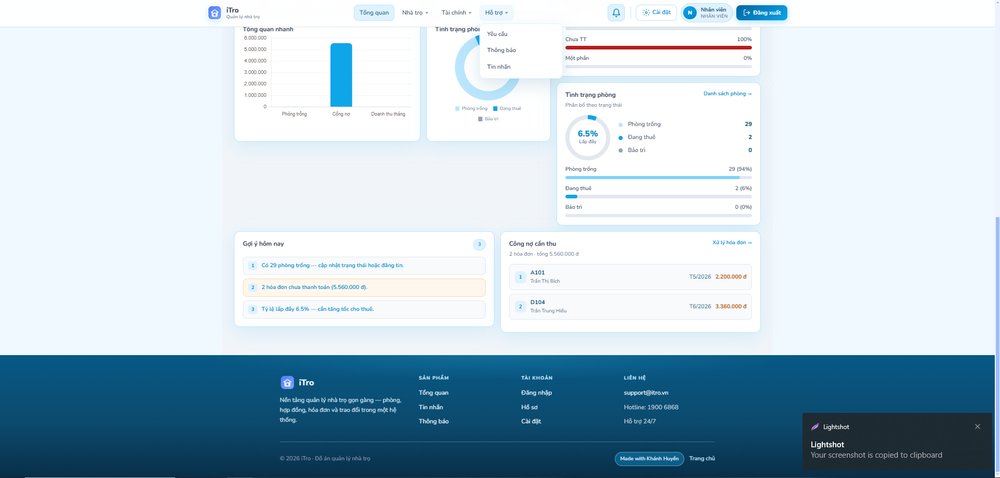 iTro
Quản lý nhà trọ
Tổng quan
Nhà trọ
Tài chính
Hỗ trợ
Cài đặt
N
Nhân viên
NHÂN VIÊN
Đăng xuất
Yêu cầu
Thông báo
Tin nhắn
Tổng quan nhanh
6.000.000
5.000.000
4.000.000
3.000.000
2.000.000
1.000.000
0
Phòng trống
Công nợ
Doanh thu tháng
Tình trạng phòn
Phòng trống
Đang thuê
Bảo trì
Chưa TT
100%
Một phần
0%
Tình trạng phòng
Danh sách phòng →
Phân bổ theo trạng thái
6.5%
Lấp đầy
Phòng trống
29
Đang thuê
2
Bảo trì
0
Phòng trống
29 (94%)
Đang thuê
2 (6%)
Bảo trì
0 (0%)
Gợi ý hôm nay
3
1 Có 29 phòng trống — cập nhật trạng thái hoặc đăng tin.
2 2 hóa đơn chưa thanh toán (5.560.000 đ).
3 Tỷ lệ lấp đầy 6.5% — cần tăng tốc cho thuê.
Công nợ cần thu
Xử lý hóa đơn →
2 hóa đơn · tổng 5.560.000 đ
1
A101
Trần Thị Bích
T5/2026 2.200.000 đ
2
D104
Trần Trung Hiếu
T6/2026 3.360.000 đ
iTro
Nền tảng quản lý nhà trọ gọn gàng — phòng,
hợp đồng, hóa đơn và trao đổi trong một hệ
thống.
SẢN PHẨM
Tổng quan
Tin nhắn
Thông báo
TÀI KHOẢN
Đăng nhập
Hồ sơ
Cài đặt
LIÊN HỆ
support@itro.vn
Hotline: 1900 6868
Hỗ trợ 24/7
© 2026 iTro · Đồ án quản lý nhà trọ
Made with Khánh Huyền
Trang chủ
Lightshot
Lightshot
Your screenshot is copied to clipboard